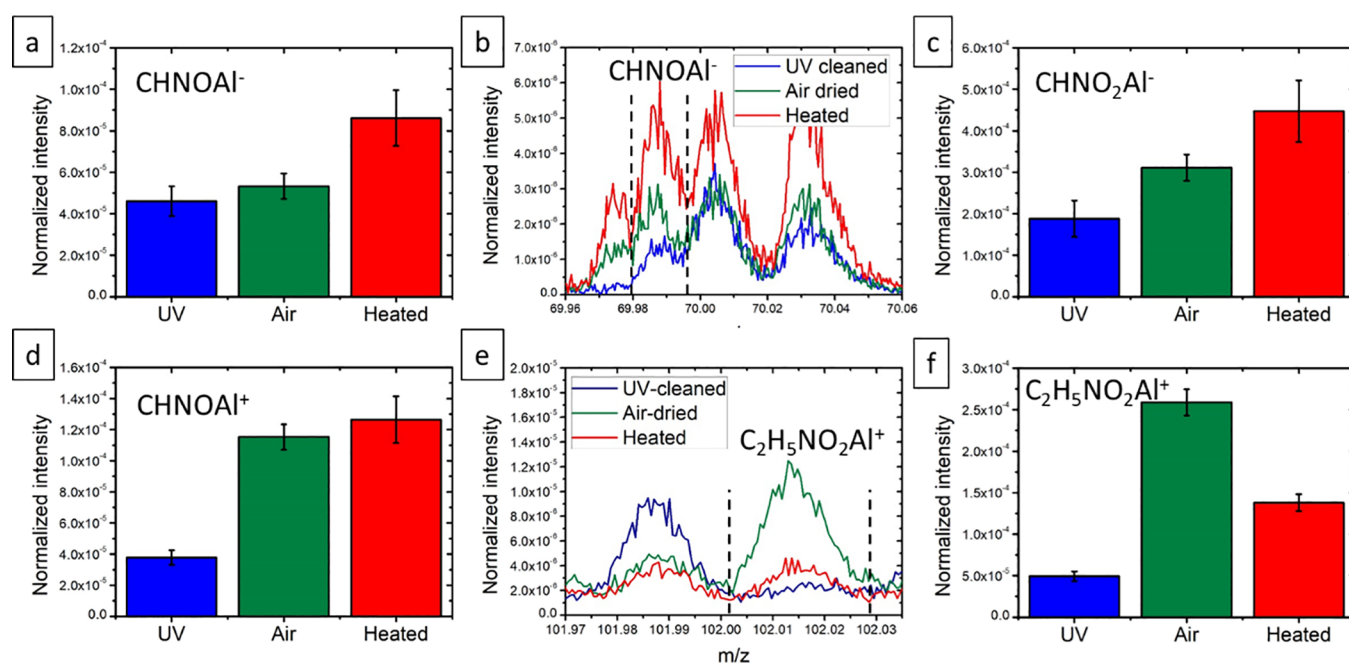 a
CHNOAl⁻
Normalized intensity
1.2x10⁻⁴
1.0x10⁻⁴
8.0x10⁻⁵
6.0x10⁻⁵
4.0x10⁻⁵
2.0x10⁻⁵
0.0
UV Air Heated
b
CHNOAl⁻
UV cleaned
Air dried
Heated
Normalized intensity
7.0x10⁻⁶
6.0x10⁻⁶
5.0x10⁻⁶
4.0x10⁻⁶
3.0x10⁻⁶
2.0x10⁻⁶
1.0x10⁻⁶
0.0
69.96 69.98 70.00 70.02 70.04 70.06
c
CHNO₂Al⁻
Normalized intensity
6.0x10⁻⁴
5.0x10⁻⁴
4.0x10⁻⁴
3.0x10⁻⁴
2.0x10⁻⁴
1.0x10⁻⁴
0.0
UV Air Heated
d
CHNOAl⁺
Normalized intensity
1.6x10⁻⁴
1.4x10⁻⁴
1.2x10⁻⁴
1.0x10⁻⁴
8.0x10⁻⁵
6.0x10⁻⁵
4.0x10⁻⁵
2.0x10⁻⁵
0.0
UV Air Heated
e
UV-cleaned
Air-dried
Heated
C₂H₅NO₂Al⁺
Normalized intensity
2.0x10⁻⁵
1.8x10⁻⁵
1.6x10⁻⁵
1.4x10⁻⁵
1.2x10⁻⁵
1.0x10⁻⁵
8.0x10⁻⁶
6.0x10⁻⁶
4.0x10⁻⁶
2.0x10⁻⁶
0.0
101.97 101.98 101.99 102.00 102.01 102.02 102.03
m/z
f
C₂H₅NO₂Al⁺
Normalized intensity
3.0x10⁻⁴
2.5x10⁻⁴
2.0x10⁻⁴
1.5x10⁻⁴
1.0x10⁻⁴
5.0x10⁻⁵
0.0
UV Air Heated